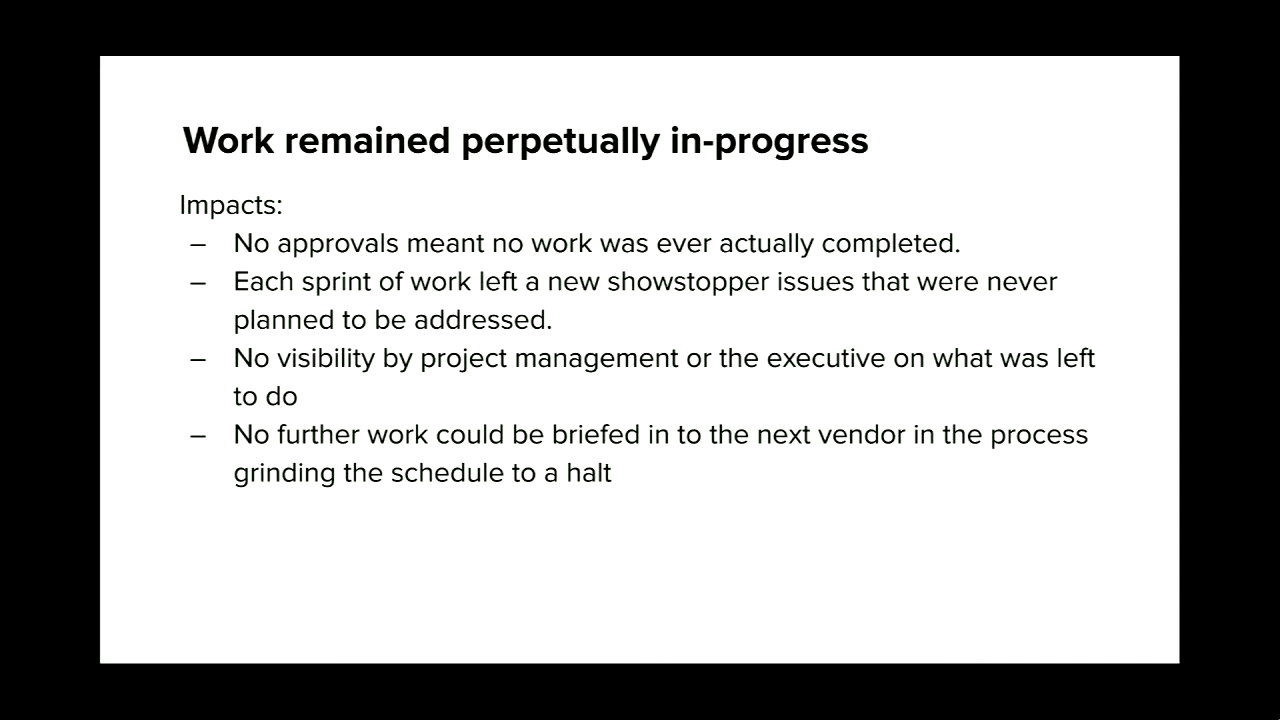 Work remained perpetually in-progress
Impacts:
– No approvals meant no work was ever actually completed.
– Each sprint of work left a new showstopper issues that were never
planned to be addressed.
– No visibility by project management or the executive on what was left
to do
– No further work could be briefed in to the next vendor in the process
grinding the schedule to a halt